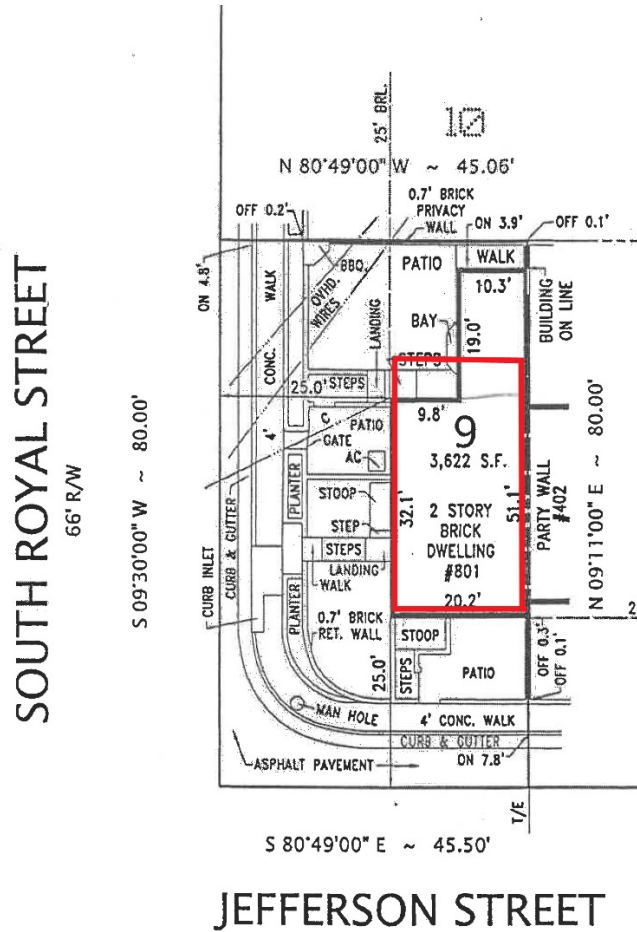 25' BRL.
10
N 80°49'00" W ~ 45.06'
0.7' BRICK
PRIVACY
WALL
OFF 0.2'
ON 3.9'
OFF 0.1'
WALK
BBQ.
PATIO
OVHD.
WIRES
10.3'
ON 4.8'
WALK
BUILDING
ON LINE
LANDING
BAY
19.0'
CONC.
STEPS
25.0'
STEPS
9.8'
4'
C
PATIO
GATE
AC
9
3,622 S.F.
SOUTH ROYAL STREET
66' R/W
S 09°30'00" W ~ 80.00'
N 09°11'00" E ~ 80.00'
PARTY WALL
#402
PLANTER
STOOP
STEP
32.1'
51.1'
2 STORY
BRICK
DWELLING
#801
STEPS
LANDING
WALK
CURB INLET
CURB & GUTTER
20.2'
2
PLANTER
0.7' BRICK
RET. WALL
STOOP
STEPS
25.0'
PATIO
OFF 0.3'
OFF 0.1'
MAN HOLE
4' CONC. WALK
CURB & GUTTER
ASPHALT PAVEMENT
ON 7.8'
T/E
S 80°49'00" E ~ 45.50'
JEFFERSON STREET